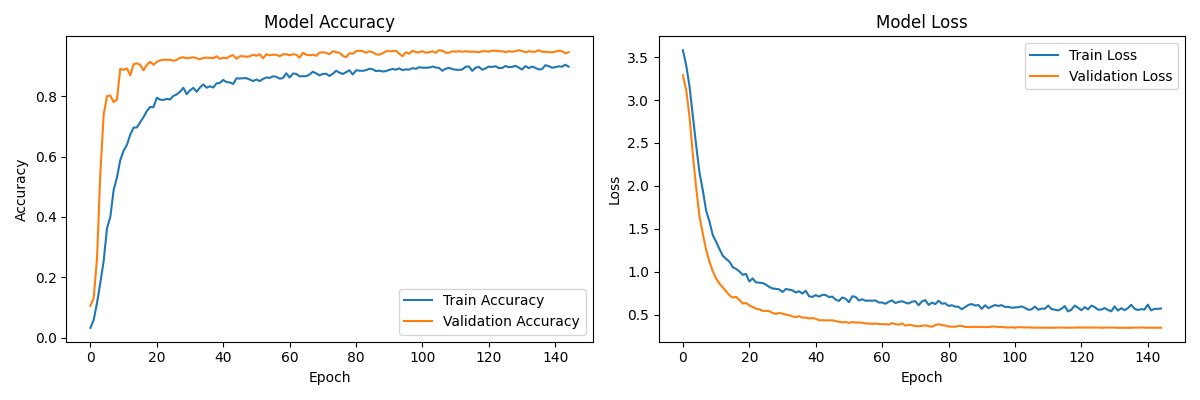 Model Accuracy
Accuracy
0.8
0.6
0.4
0.2
0.0
0 20 40 60 80 100 120 140
Epoch
Train Accuracy
Validation Accuracy
Model Loss
Loss
3.5
3.0
2.5
2.0
1.5
1.0
0.5
0 20 40 60 80 100 120 140
Epoch
Train Loss
Validation Loss